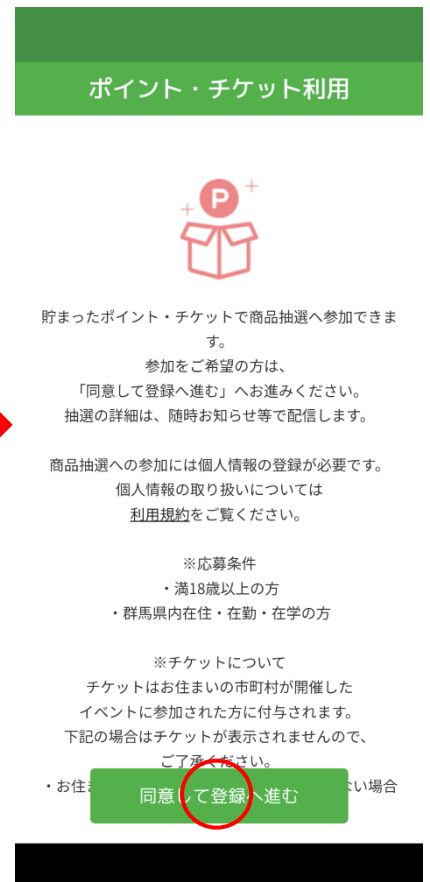 ポイント・チケット利用
P
貯まったポイント・チケットで商品抽選へ参加できま
す。
参加をご希望の方は、
「同意して登録へ進む」へお進みください。
抽選の詳細は、随時お知らせ等で配信します。
商品抽選への参加には個人情報の登録が必要です。
個人情報の取り扱いについては
利用規約をご覧ください。
※応募条件
・満18歳以上の方
・群馬県内在住・在勤・在学の方
※チケットについて
チケットはお住まいの市町村が開催した
イベントに参加された方に付与されます。
下記の場合はチケットが表示されませんので、
ご了承ください。
・お住 ない場合
同意して登録へ進む